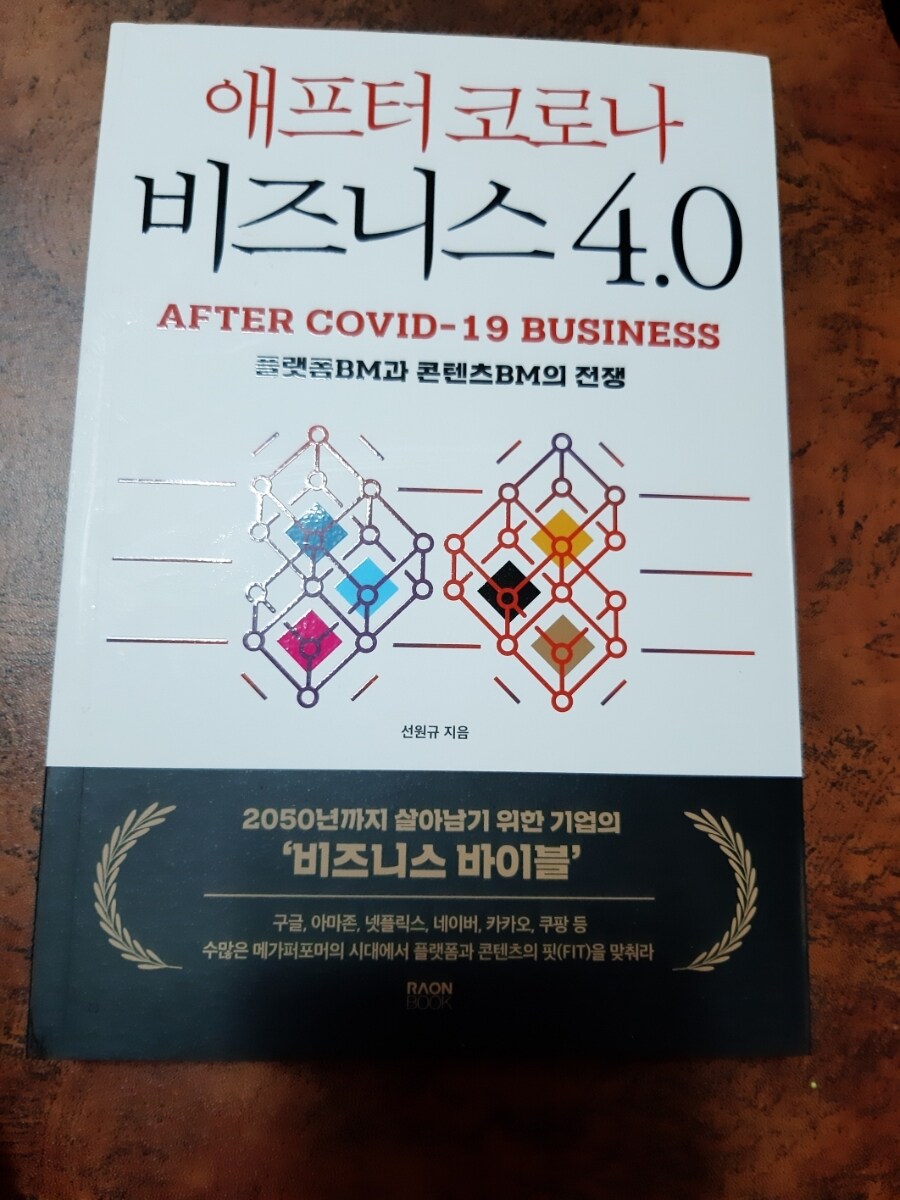 애프터 코로나
비즈니스 4.0
AFTER COVID-19 BUSINESS
플랫폼BM과 콘텐츠BM의 전쟁
선원규 지음
2050년까지 살아남기 위한 기업의
‘비즈니스 바이블’
구글, 아마존, 넷플릭스, 네이버, 카카오, 쿠팡 등
수많은 메가퍼포머의 시대에서 플랫폼과 콘텐츠의 핏(FIT)을 맞춰라
RAON
BOOK